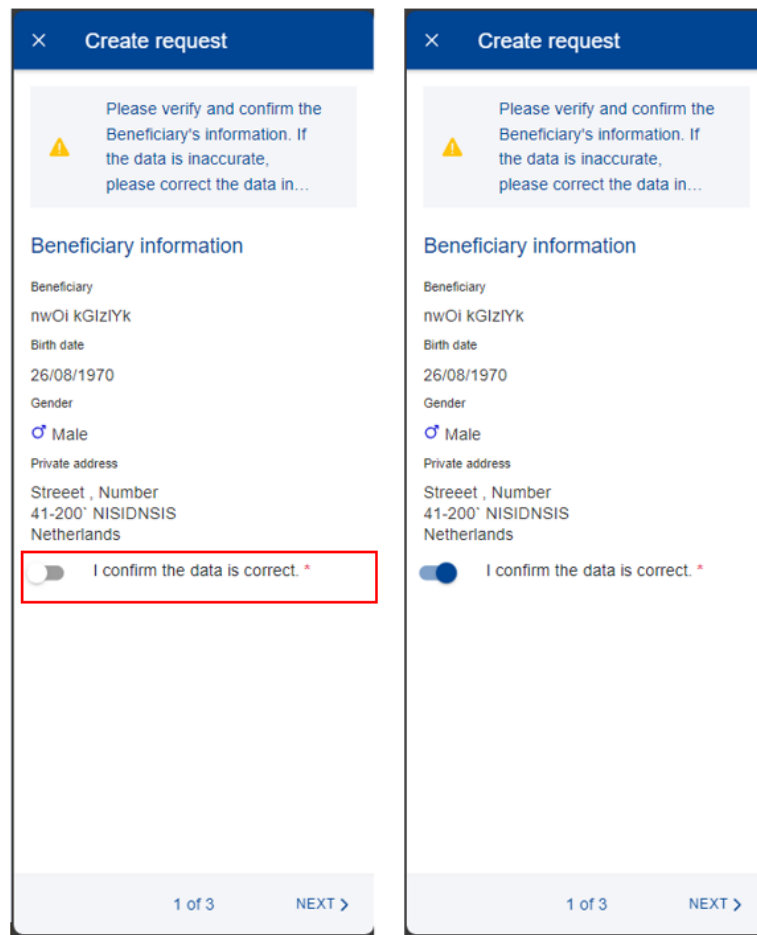 Create request
Please verify and confirm the
Beneficiary's information. If
the data is inaccurate,
please correct the data in…
Beneficiary information
Beneficiary
nwOi kGIzIYk
Birth date
26/08/1970
Gender
Male
Private address
Streeet , Number
41-200` NISIDNSIS
Netherlands
I confirm the data is correct. *
1 of 3
NEXT
Create request
Please verify and confirm the
Beneficiary's information. If
the data is inaccurate,
please correct the data in…
Beneficiary information
Beneficiary
nwOi kGIzIYk
Birth date
26/08/1970
Gender
Male
Private address
Streeet , Number
41-200` NISIDNSIS
Netherlands
I confirm the data is correct. *
1 of 3
NEXT